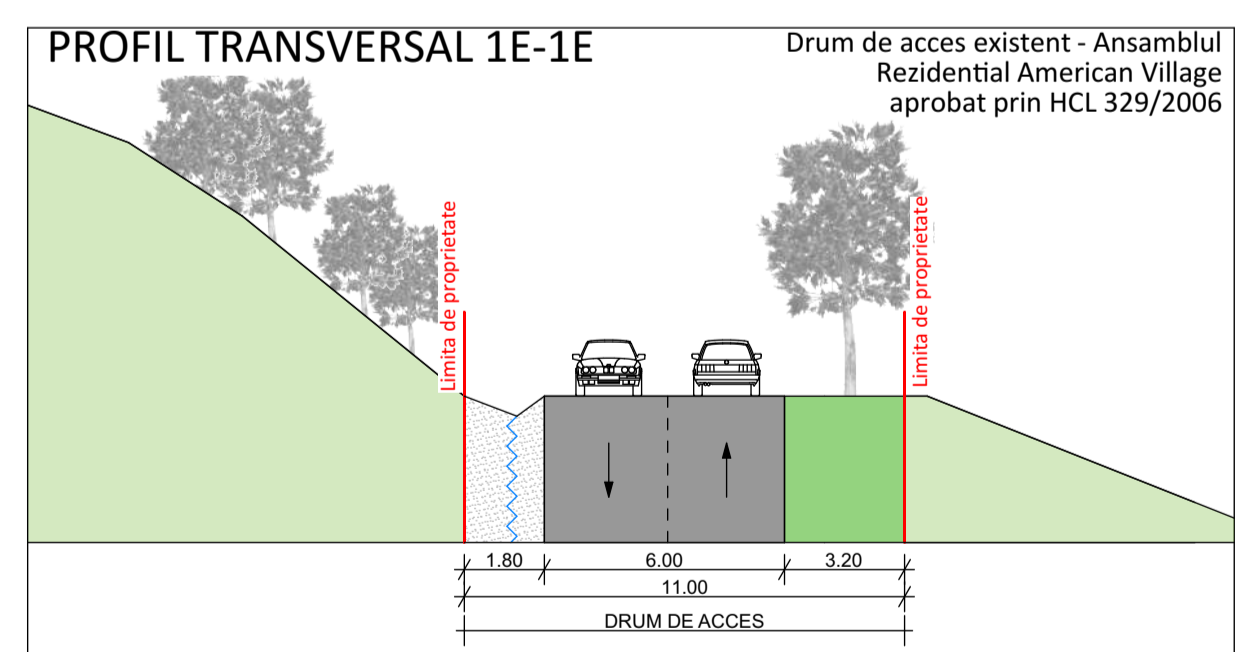 PROFIL TRANSVERSAL 1E-1E
Drum de acces existent - Ansamblul
Rezidential American Village
aprobat prin HCL 329/2006
Limita de proprietate
Limita de proprietate
1.80
6.00
3.20
11.00
DRUM DE ACCES